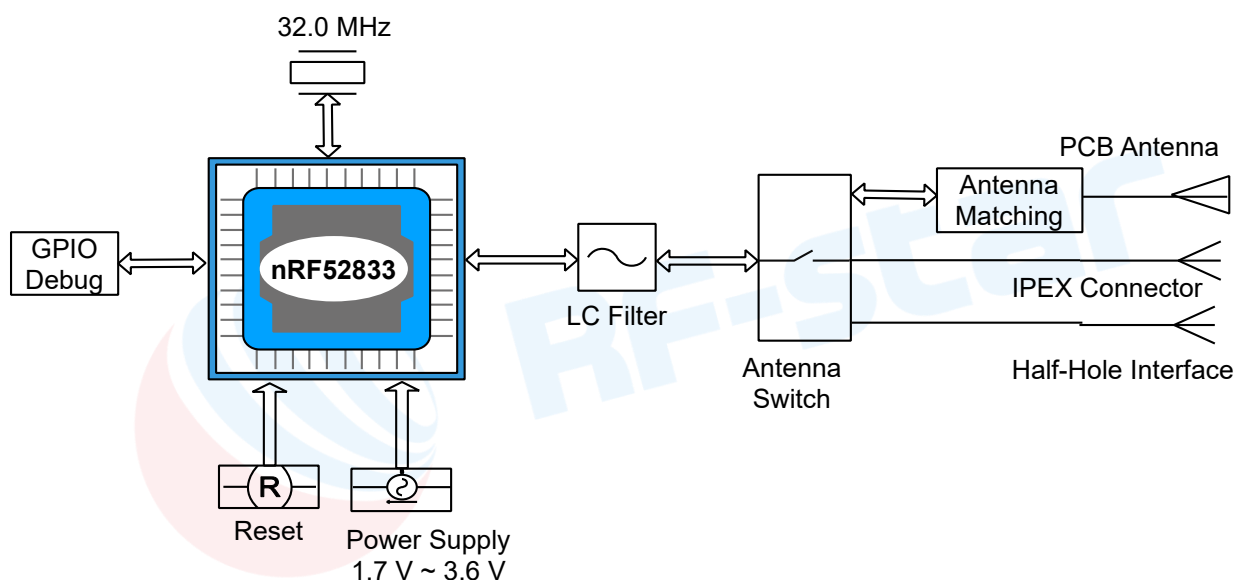 32.0 MHz
PCB Antenna
Antenna
Matching
GPIO
Debug
nRF52833
LC Filter
IPEX Connector
Antenna
Switch
Half-Hole Interface
R
Reset
Power Supply
1.7 V ~ 3.6 V
RF-star